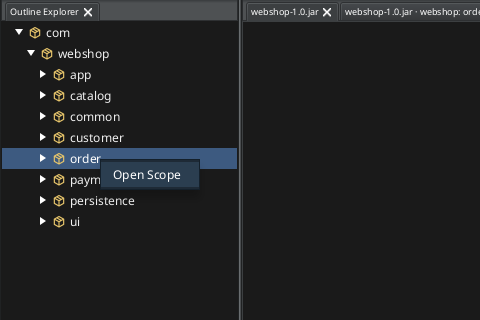 Outline Explorer
webshop-1.0.jar
webshop-1.0.jar · webshop: orde
com
webshop
app
catalog
common
customer
order
paym
Open Scope
persistence
ui